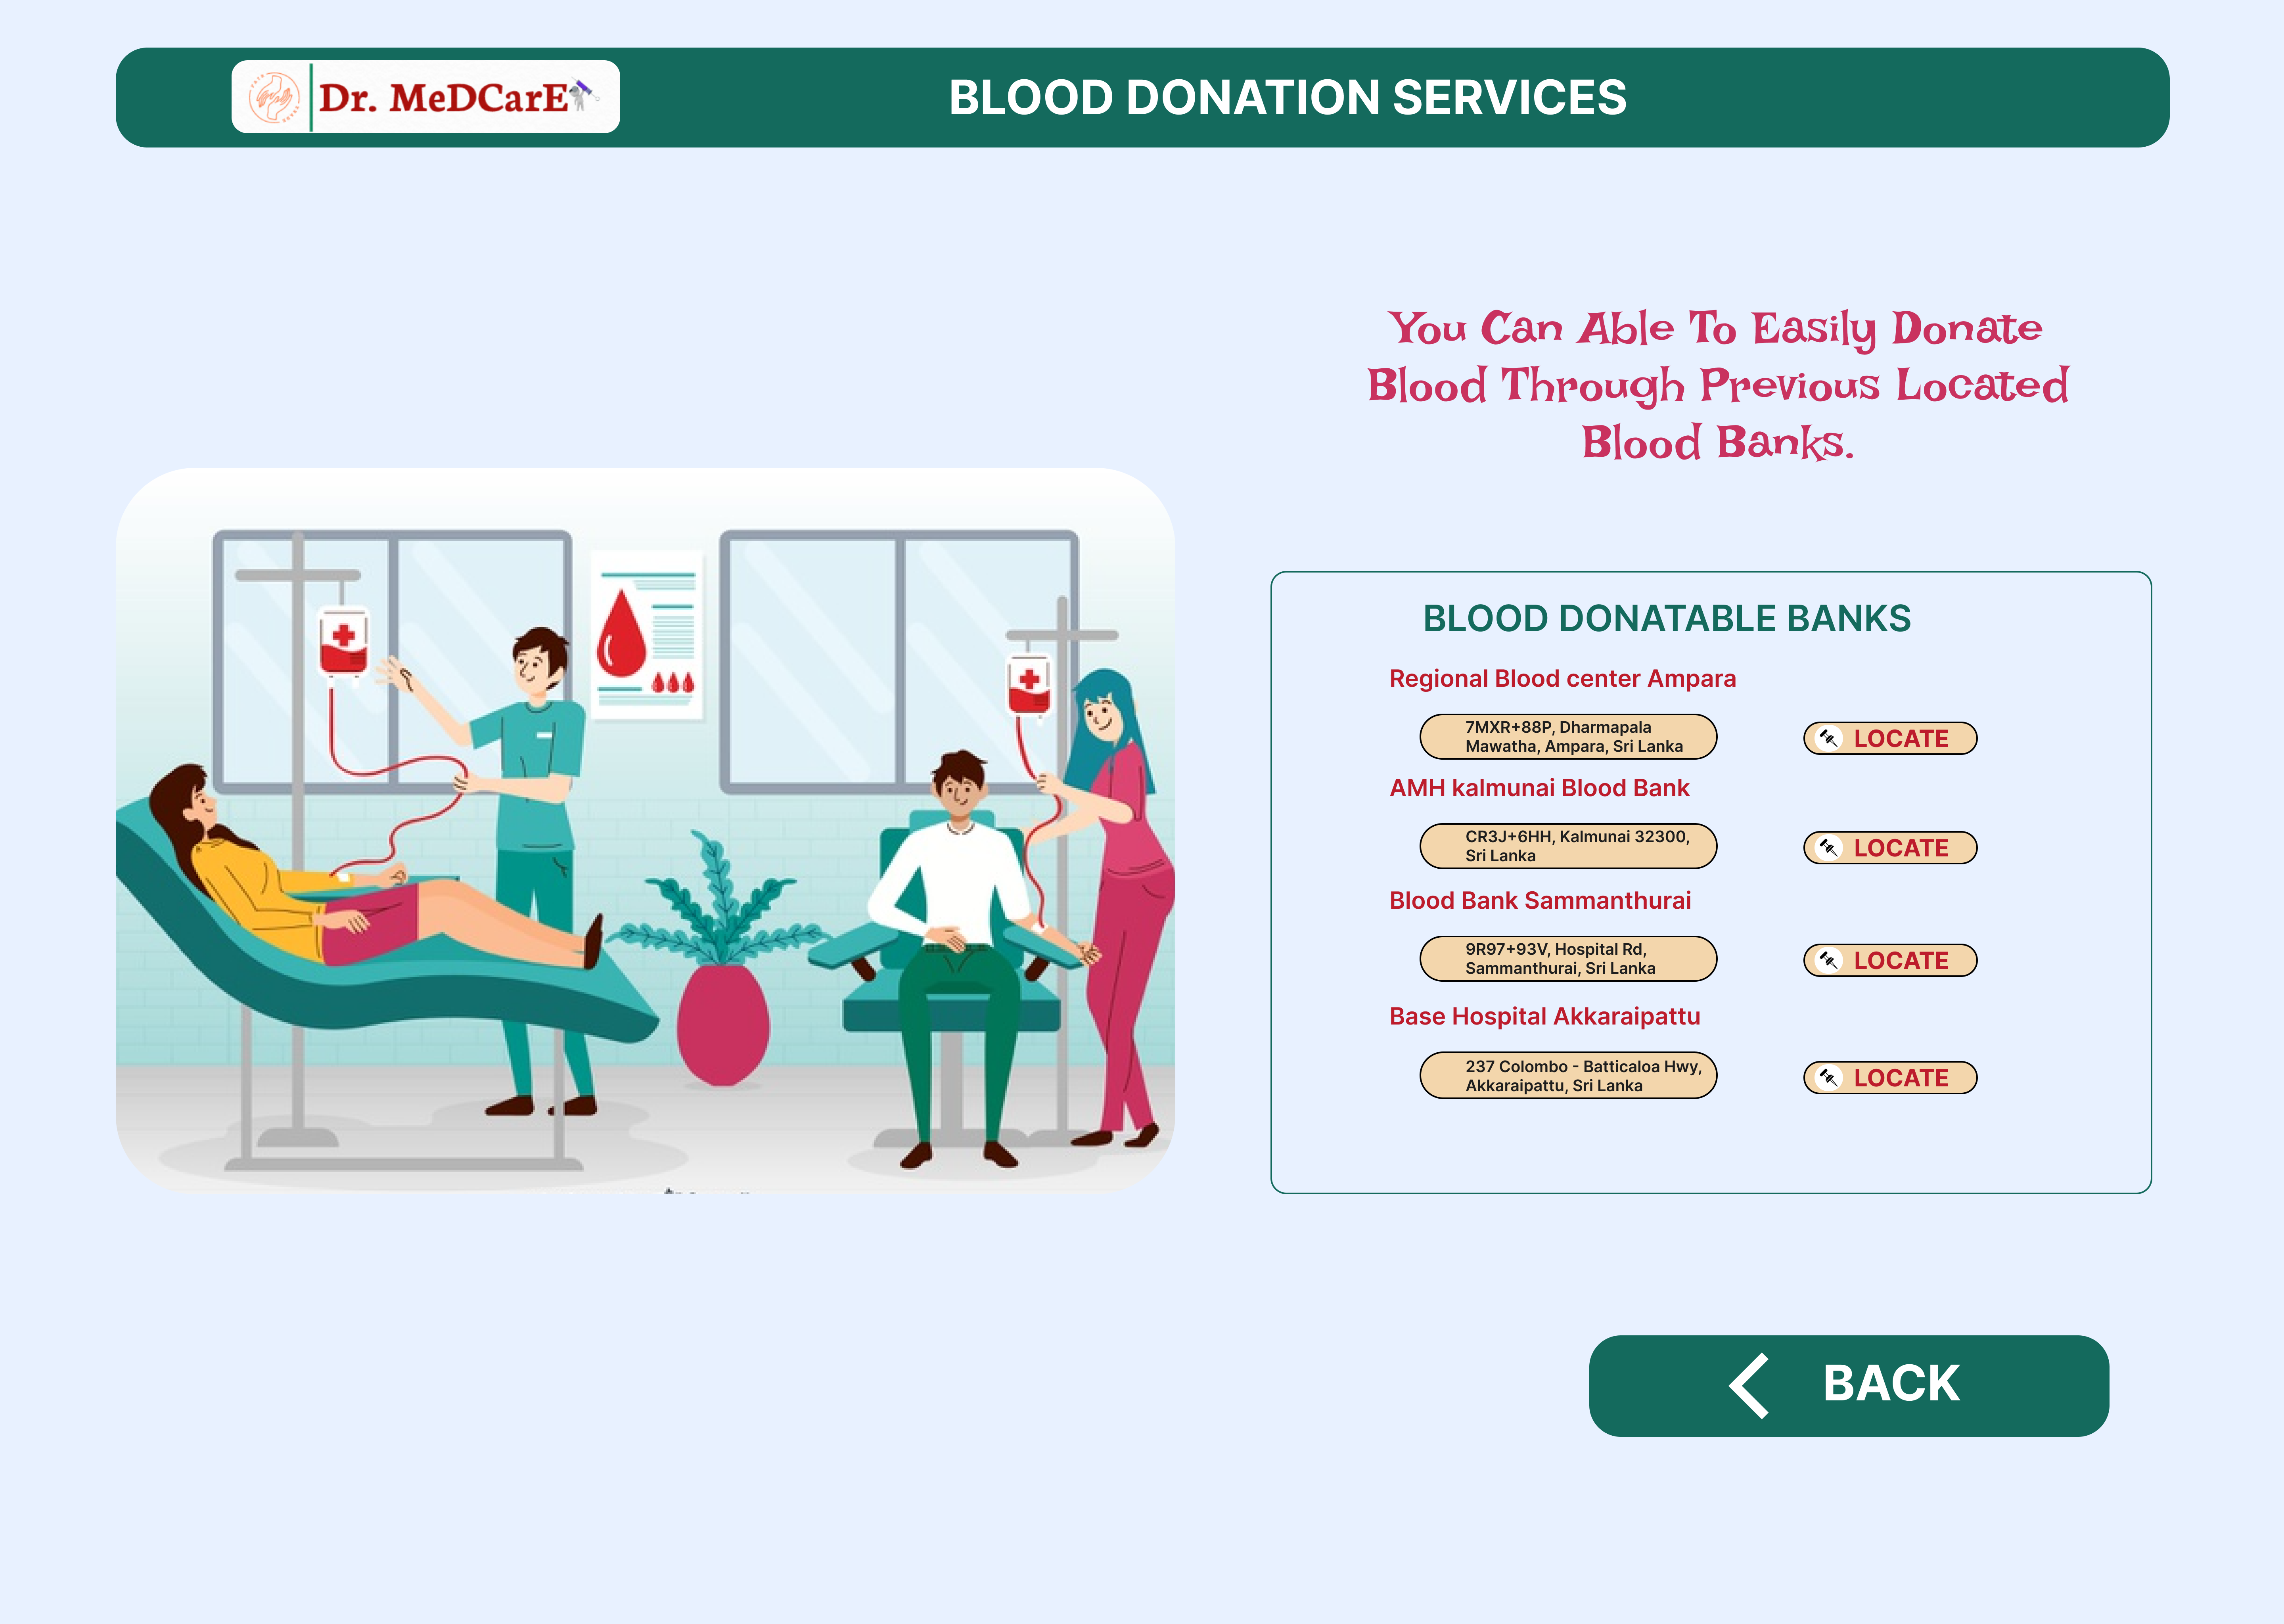 Dr. MeDCarE
BLOOD DONATION SERVICES
You Can Able To Easily Donate
Blood Through Previous Located
Blood Banks.
BLOOD DONATABLE BANKS
Regional Blood center Ampara
7MXR+88P, Dharmapala
Mawatha, Ampara, Sri Lanka
LOCATE
AMH kalmunai Blood Bank
CR3J+6HH, Kalmunai 32300,
Sri Lanka
LOCATE
Blood Bank Sammanthurai
9R97+93V, Hospital Rd,
Sammanthurai, Sri Lanka
LOCATE
Base Hospital Akkaraipattu
237 Colombo - Batticaloa Hwy,
Akkaraipattu, Sri Lanka
LOCATE
BACK